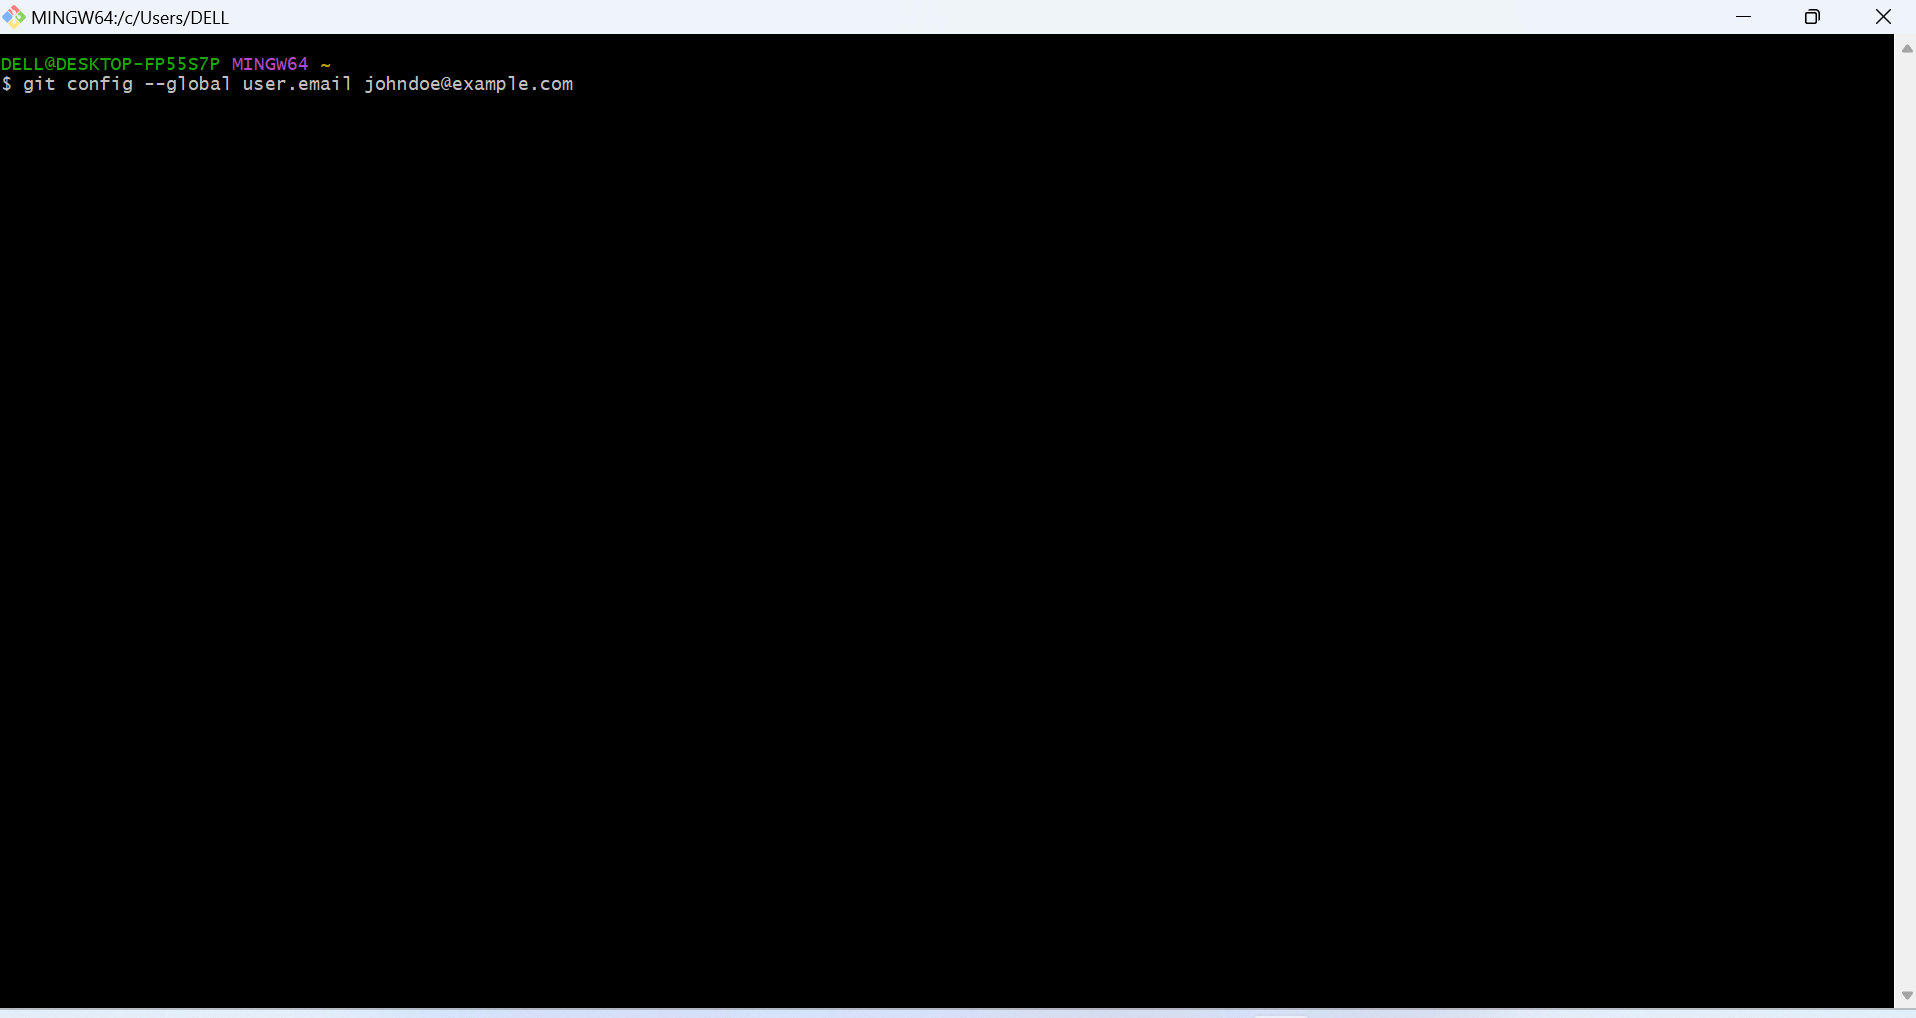 MINGW64:/c/Users/DELL
DELL@DESKTOP-FP55S7P MINGW64 ~
$ git config --global user.email johndoe@example.com